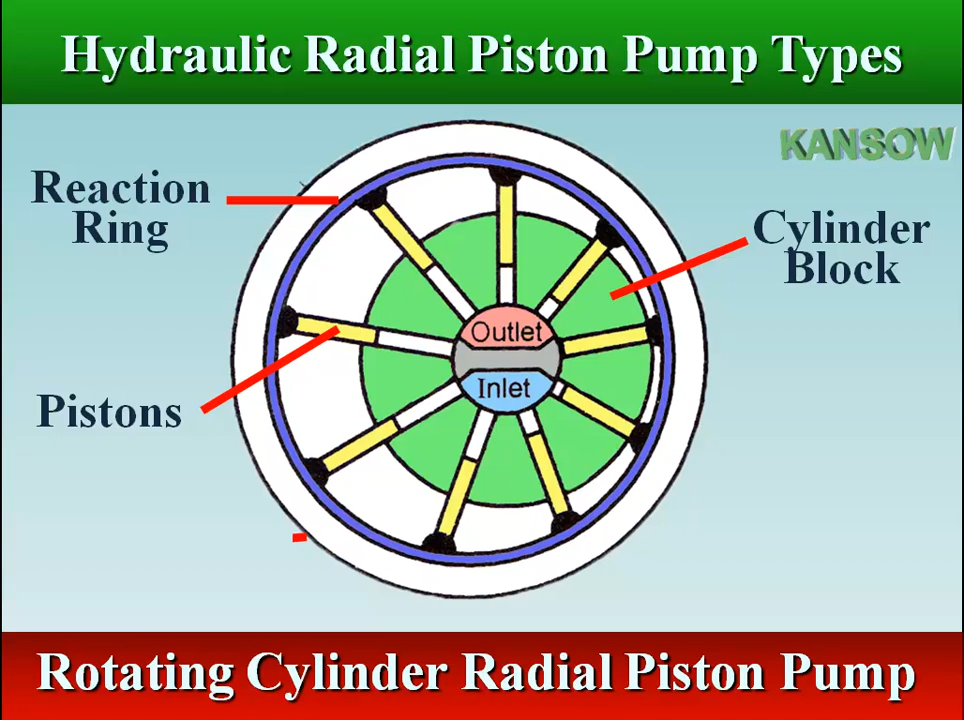 Hydraulic Radial Piston Pump Types
KANSOW
Reaction
Ring
Cylinder
Block
Outlet
Inlet
Pistons
Rotating Cylinder Radial Piston Pump